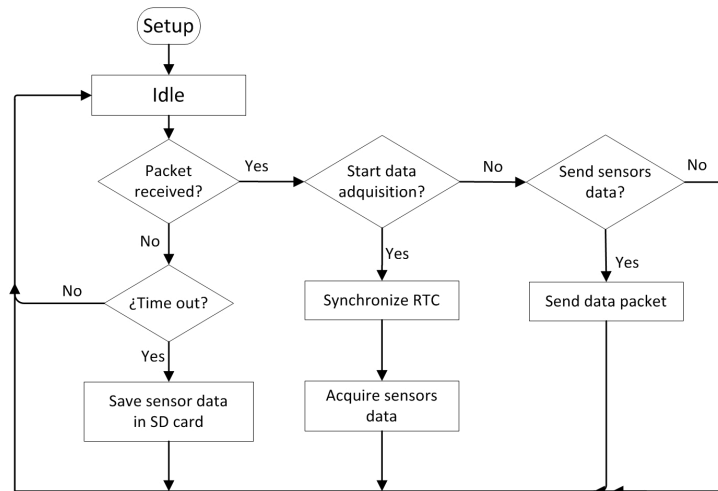 Setup
Idle
Packet
received?
Yes
Start data
adquisition?
No
Send sensors
data?
No
No
Yes
Yes
No
¿Time out?
Synchronize RTC
Send data packet
Yes
Save sensor data
in SD card
Acquire sensors
data